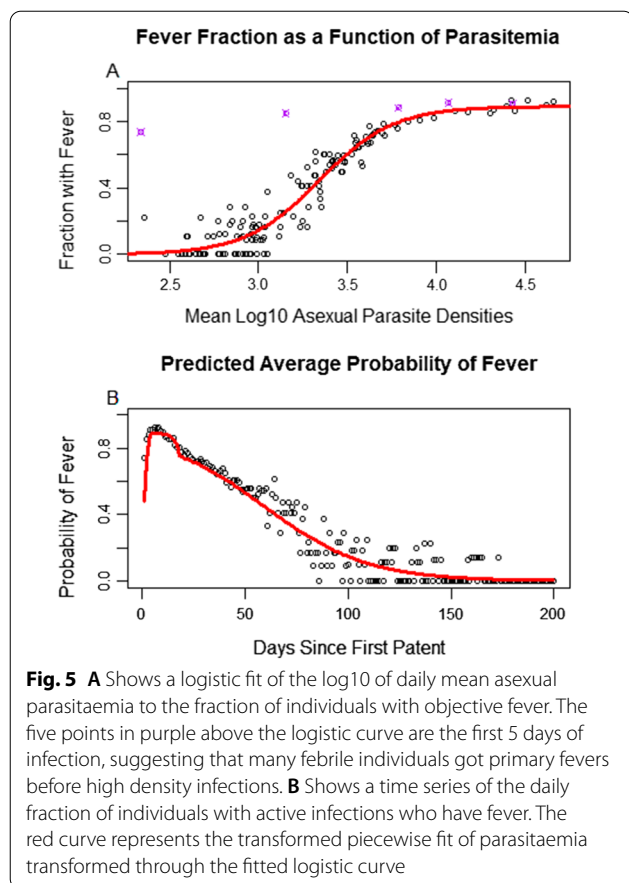 Fever Fraction as a Function of Parasitemia
A
Fraction with Fever
0.8
0.4
0.0
2.5 3.0 3.5 4.0 4.5
Mean Log10 Asexual Parasite Densities
Predicted Average Probability of Fever
B
Probability of Fever
0.8
0.4
0.0
0 50 100 150 200
Days Since First Patent
Fig. 5 A Shows a logistic fit of the log10 of daily mean asexual
parasitaemia to the fraction of individuals with objective fever. The
five points in purple above the logistic curve are the first 5 days of
infection, suggesting that many febrile individuals got primary fevers
before high density infections. B Shows a time series of the daily
fraction of individuals with active infections who have fever. The
red curve represents the transformed piecewise fit of parasitaemia
transformed through the fitted logistic curve